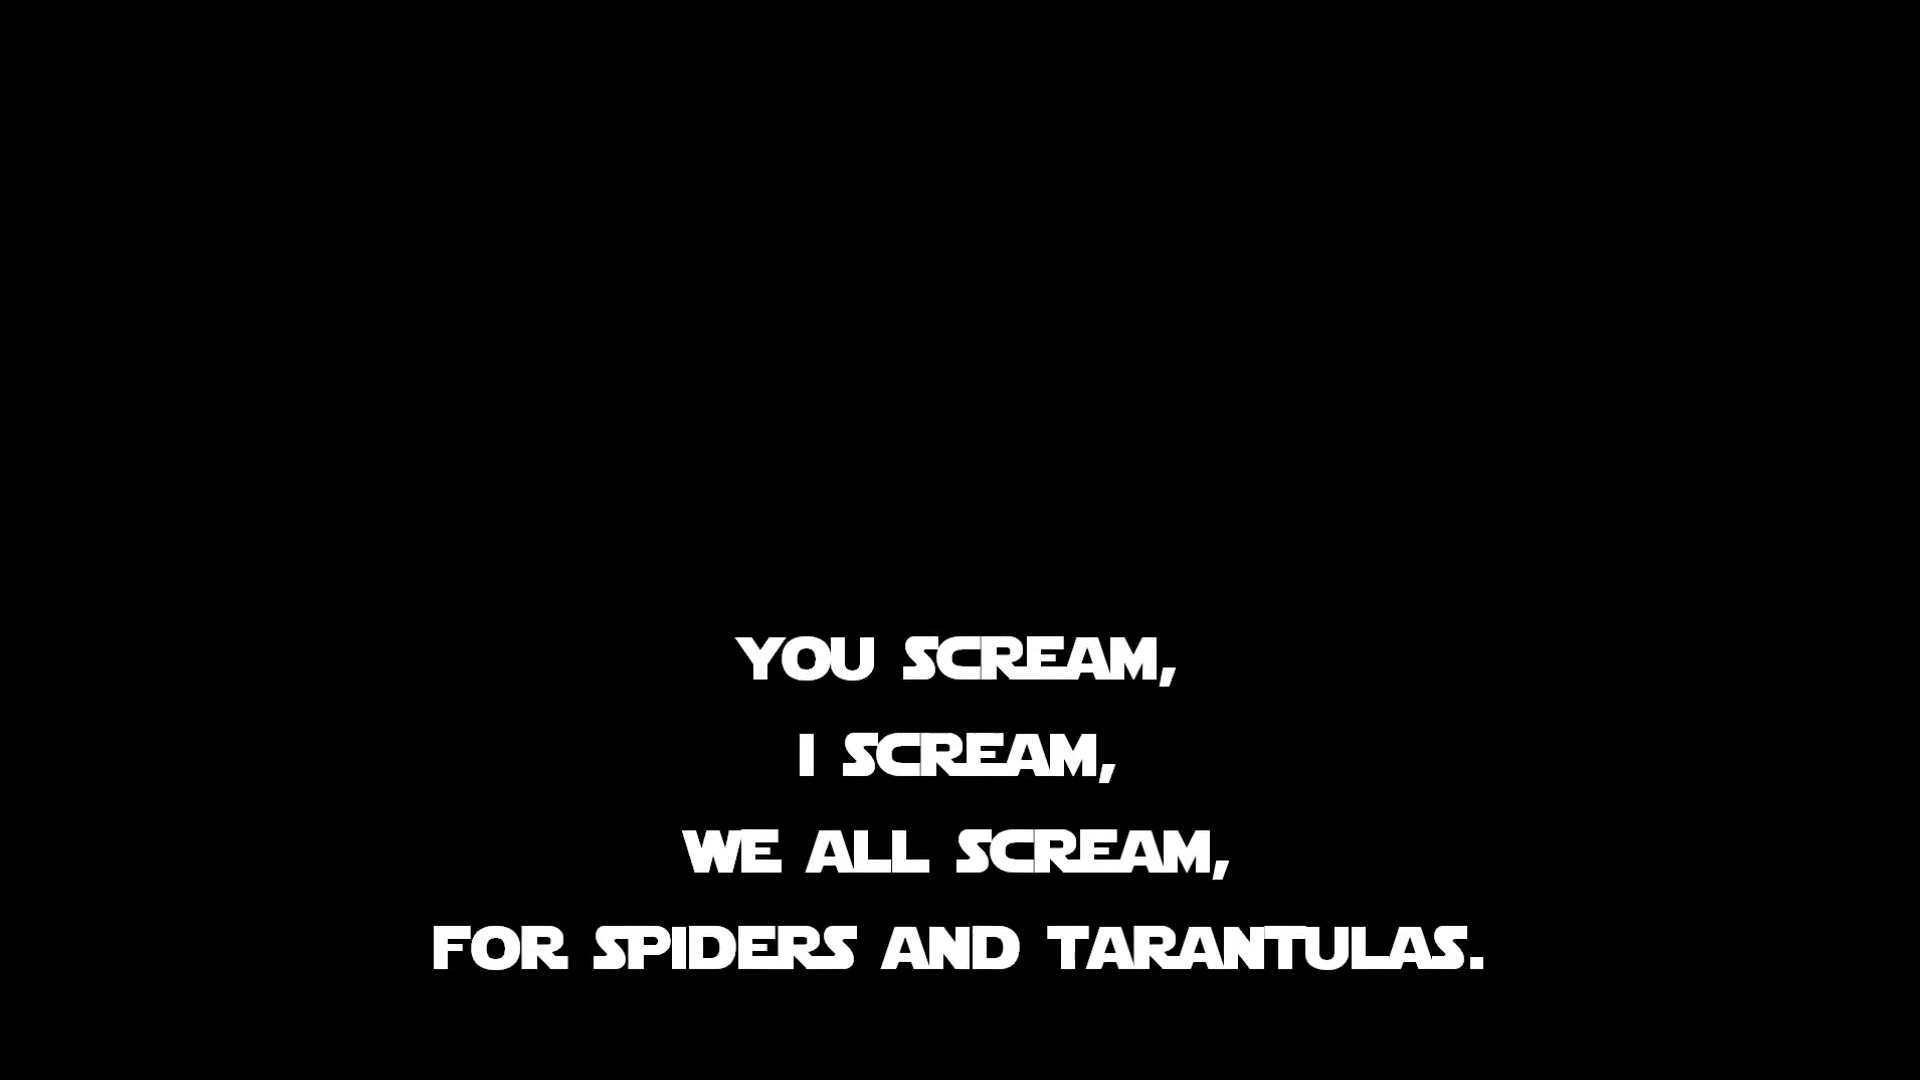 YOU SCREAM,
I SCREAM,
WE ALL SCREAM,
FOR SPIDERS AND TARANTULAS.